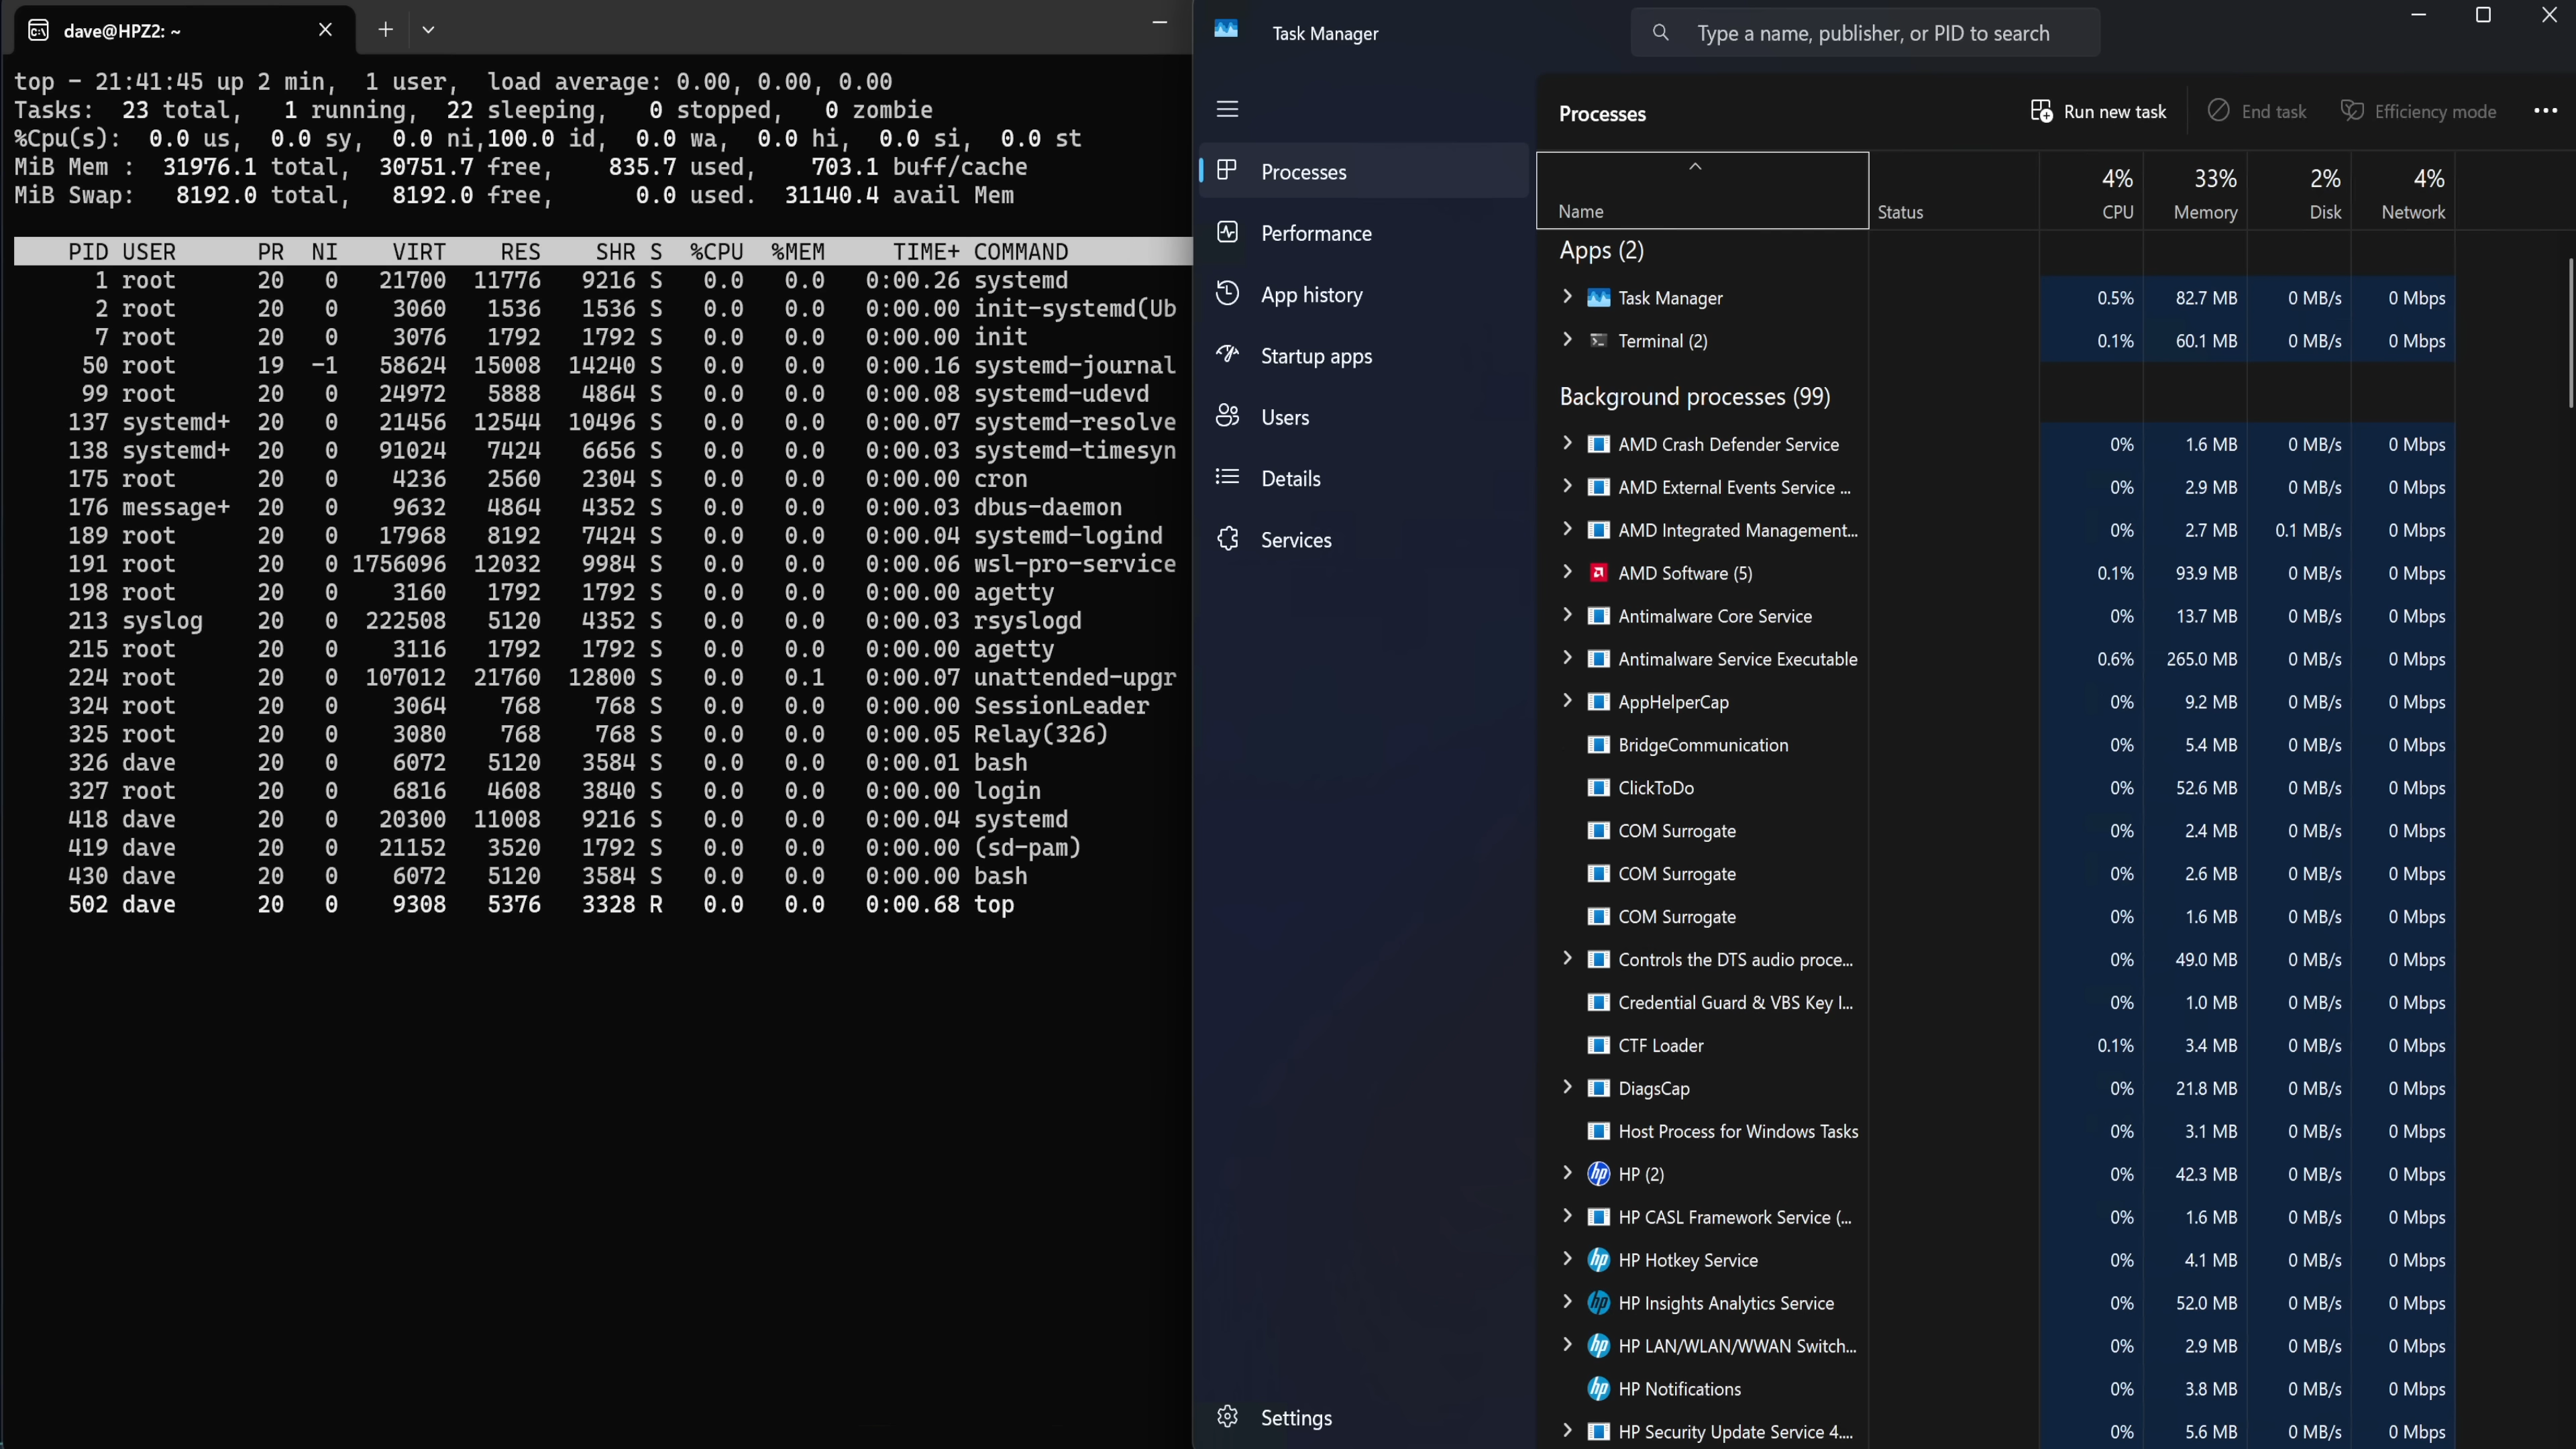 dave@HPZ2: ~
top - 21:41:45 up 2 min,  1 user,  load average: 0.00, 0.00, 0.00
Tasks:  23 total,   1 running,  22 sleeping,   0 stopped,   0 zombie
%Cpu(s):  0.0 us,  0.0 sy,  0.0 ni,100.0 id,  0.0 wa,  0.0 hi,  0.0 si,  0.0 st
MiB Mem :  31976.1 total,  30751.7 free,    835.7 used,    703.1 buff/cache
MiB Swap:   8192.0 total,   8192.0 free,      0.0 used.  31140.4 avail Mem
PID USER PR NI VIRT RES SHR S %CPU %MEM TIME+ COMMAND
1 root 20 0 21700 11776 9216 S 0.0 0.0 0:00.26 systemd
2 root 20 0 3060 1536 1536 S 0.0 0.0 0:00.00 init-systemd(Ub
7 root 20 0 3076 1792 1792 S 0.0 0.0 0:00.00 init
50 root 19 -1 58624 15008 14240 S 0.0 0.0 0:00.16 systemd-journal
99 root 20 0 24972 5888 4864 S 0.0 0.0 0:00.08 systemd-udevd
137 systemd+ 20 0 21456 12544 10496 S 0.0 0.0 0:00.07 systemd-resolve
138 systemd+ 20 0 91024 7424 6656 S 0.0 0.0 0:00.03 systemd-timesyn
175 root 20 0 4236 2560 2304 S 0.0 0.0 0:00.00 cron
176 message+ 20 0 9632 4864 4352 S 0.0 0.0 0:00.03 dbus-daemon
189 root 20 0 17968 8192 7424 S 0.0 0.0 0:00.04 systemd-logind
191 root 20 0 1756096 12032 9984 S 0.0 0.0 0:00.06 wsl-pro-service
198 root 20 0 3160 1792 1792 S 0.0 0.0 0:00.00 agetty
213 syslog 20 0 222508 5120 4352 S 0.0 0.0 0:00.03 rsyslogd
215 root 20 0 3116 1792 1792 S 0.0 0.0 0:00.00 agetty
224 root 20 0 107012 21760 12800 S 0.0 0.1 0:00.07 unattended-upgr
324 root 20 0 3064 768 768 S 0.0 0.0 0:00.00 SessionLeader
325 root 20 0 3080 768 768 S 0.0 0.0 0:00.05 Relay(326)
326 dave 20 0 6072 5120 3584 S 0.0 0.0 0:00.01 bash
327 root 20 0 6816 4608 3840 S 0.0 0.0 0:00.00 login
418 dave 20 0 20300 11008 9216 S 0.0 0.0 0:00.04 systemd
419 dave 20 0 21152 3520 1792 S 0.0 0.0 0:00.00 (sd-pam)
430 dave 20 0 6072 5120 3584 S 0.0 0.0 0:00.00 bash
502 dave 20 0 9308 5376 3328 R 0.0 0.0 0:00.68 top
Task Manager
Type a name, publisher, or PID to search
Processes
Performance
App history
Startup apps
Users
Details
Services
Settings
Processes
Run new task
End task
Efficiency mode
4% 33% 2% 4%
Name Status CPU Memory Disk Network
Apps (2)
Task Manager 0.5% 82.7 MB 0 MB/s 0 Mbps
Terminal (2) 0.1% 60.1 MB 0 MB/s 0 Mbps
Background processes (99)
AMD Crash Defender Service 0% 1.6 MB 0 MB/s 0 Mbps
AMD External Events Service ... 0% 2.9 MB 0 MB/s 0 Mbps
AMD Integrated Management... 0% 2.7 MB 0.1 MB/s 0 Mbps
AMD Software (5) 0.1% 93.9 MB 0 MB/s 0 Mbps
Antimalware Core Service 0% 13.7 MB 0 MB/s 0 Mbps
Antimalware Service Executable 0.6% 265.0 MB 0 MB/s 0 Mbps
AppHelperCap 0% 9.2 MB 0 MB/s 0 Mbps
BridgeCommunication 0% 5.4 MB 0 MB/s 0 Mbps
ClickToDo 0% 52.6 MB 0 MB/s 0 Mbps
COM Surrogate 0% 2.4 MB 0 MB/s 0 Mbps
COM Surrogate 0% 2.6 MB 0 MB/s 0 Mbps
COM Surrogate 0% 1.6 MB 0 MB/s 0 Mbps
Controls the DTS audio proce... 0% 49.0 MB 0 MB/s 0 Mbps
Credential Guard & VBS Key I... 0% 1.0 MB 0 MB/s 0 Mbps
CTF Loader 0.1% 3.4 MB 0 MB/s 0 Mbps
DiagsCap 0% 21.8 MB 0 MB/s 0 Mbps
Host Process for Windows Tasks 0% 3.1 MB 0 MB/s 0 Mbps
HP (2) 0% 42.3 MB 0 MB/s 0 Mbps
HP CASL Framework Service (... 0% 1.6 MB 0 MB/s 0 Mbps
HP Hotkey Service 0% 4.1 MB 0 MB/s 0 Mbps
HP Insights Analytics Service 0% 52.0 MB 0 MB/s 0 Mbps
HP LAN/WLAN/WWAN Switch... 0% 2.9 MB 0 MB/s 0 Mbps
HP Notifications 0% 3.8 MB 0 MB/s 0 Mbps
HP Security Update Service 4.... 0% 5.6 MB 0 MB/s 0 Mbps